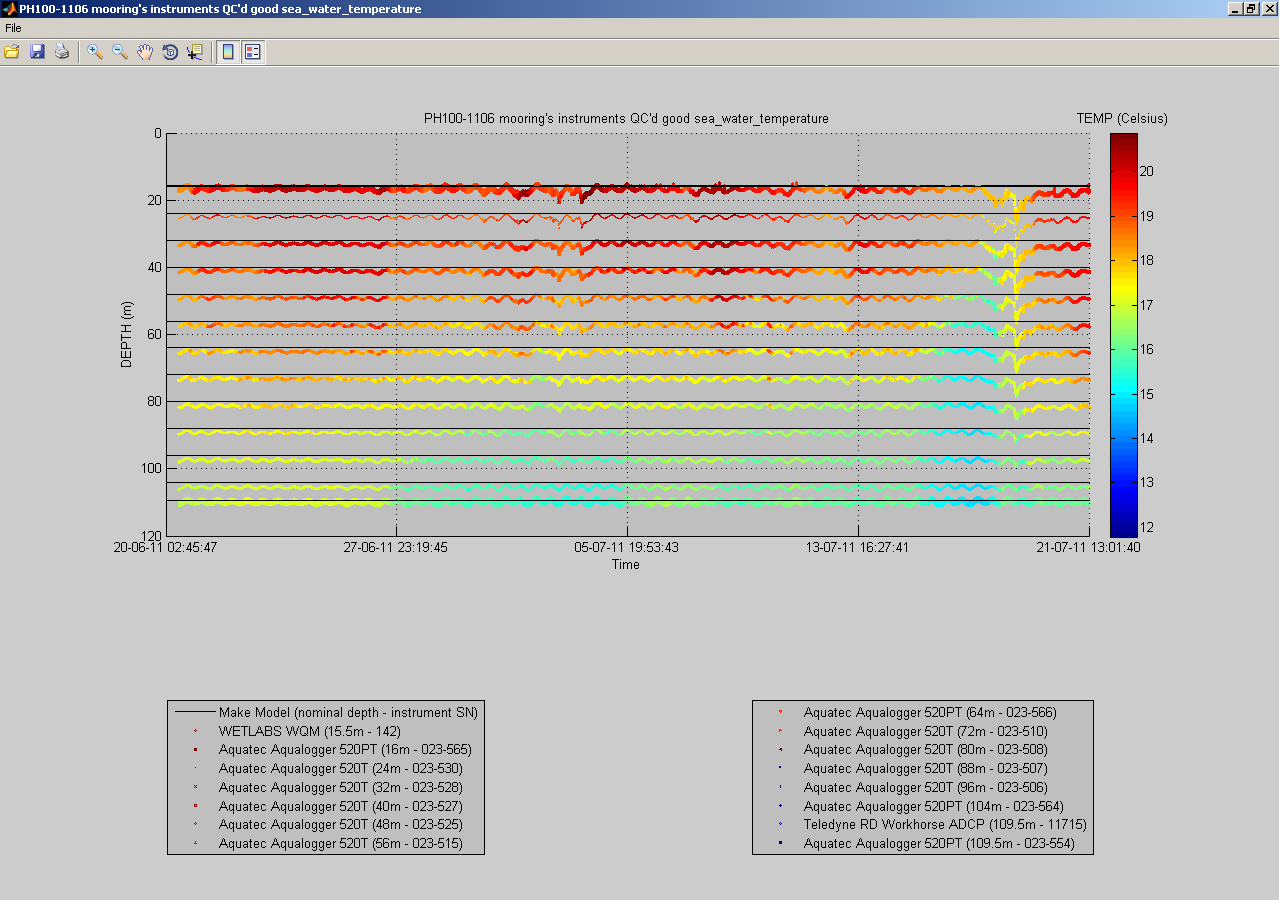 PH100-1106 mooring's instruments QC'd good sea_water_temperature
File
PH100-1106 mooring's instruments QC'd good sea_water_temperature
TEMP (Celsius)
0
20
40
60
80
100
120
DEPTH (m)
20
19
18
17
16
15
14
13
12
20-06-11 02:45:47
27-06-11 23:19:45
05-07-11 19:53:43
13-07-11 16:27:41
21-07-11 13:01:40
Time
Make Model (nominal depth - instrument SN)
WETLABS WQM (15.5m - 142)
Aquatec Aqualogger 520PT (16m - 023-565)
Aquatec Aqualogger 520T (24m - 023-530)
Aquatec Aqualogger 520T (32m - 023-528)
Aquatec Aqualogger 520T (40m - 023-527)
Aquatec Aqualogger 520T (48m - 023-525)
Aquatec Aqualogger 520T (56m - 023-515)
Aquatec Aqualogger 520PT (64m - 023-566)
Aquatec Aqualogger 520T (72m - 023-510)
Aquatec Aqualogger 520T (80m - 023-508)
Aquatec Aqualogger 520T (88m - 023-507)
Aquatec Aqualogger 520T (96m - 023-506)
Aquatec Aqualogger 520PT (104m - 023-564)
Teledyne RD Workhorse ADCP (109.5m - 11715)
Aquatec Aqualogger 520PT (109.5m - 023-554)